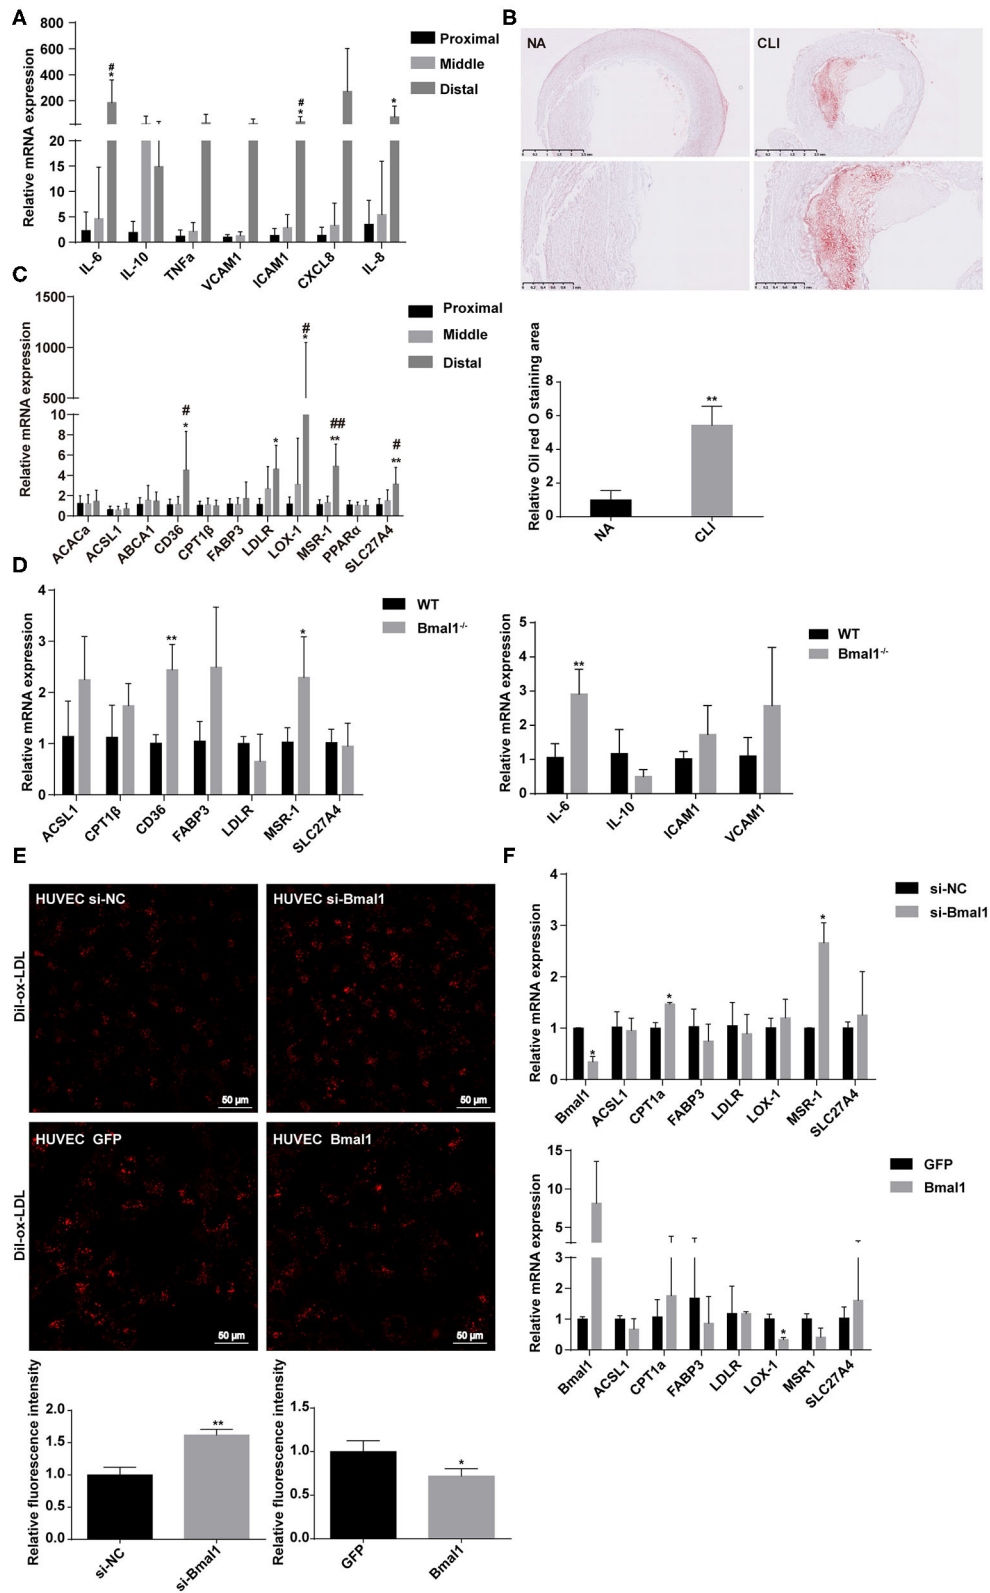 A
Relative mRNA expression
800
600
400
200
20
15
10
5
0
# *
# *
*
Proximal
Middle
Distal
IL-6
IL-10
TNFa
VCAM1
ICAM1
CXCL8
IL-8
B
NA
CLI
Relative Oil red O staining area
8
6
4
2
0
**
NA
CLI
C
Relative mRNA expression
1500
1000
500
10
8
6
4
2
0
# *
*
# *
## **
# **
Proximal
Middle
Distal
ACACa
ACSL1
ABCA1
CD36
CPT1β
FABP3
LDLR
LOX-1
MSR-1
PPARα
SLC27A4
D
Relative mRNA expression
4
3
2
1
0
**
*
WT
Bmal1-/-
ACSL1
CPT1β
CD36
FABP3
LDLR
MSR-1
SLC27A4
Relative mRNA expression
5
4
3
2
1
0
**
WT
Bmal1-/-
IL-6
IL-10
ICAM1
VCAM1
E
Dil-ox-LDL
HUVEC si-NC
50 μm
HUVEC si-Bmal1
50 μm
Dil-ox-LDL
HUVEC GFP
50 μm
HUVEC Bmal1
50 μm
Relative fluorescence intensity
2.0
1.5
1.0
0.5
0.0
**
si-NC
si-Bmal1
Relative fluorescence intensity
1.5
1.0
0.5
0.0
*
GFP
Bmal1
F
Relative mRNA expression
4
3
2
1
0
*
*
*
si-NC
si-Bmal1
Bmal1
ACSL1
CPT1a
FABP3
LDLR
LOX-1
MSR-1
SLC27A4
Relative mRNA expression
15
10
5
3
2
1
0
*
GFP
Bmal1
Bmal1
ACSL1
CPT1a
FABP3
LDLR
LOX-1
MSR1
SLC27A4